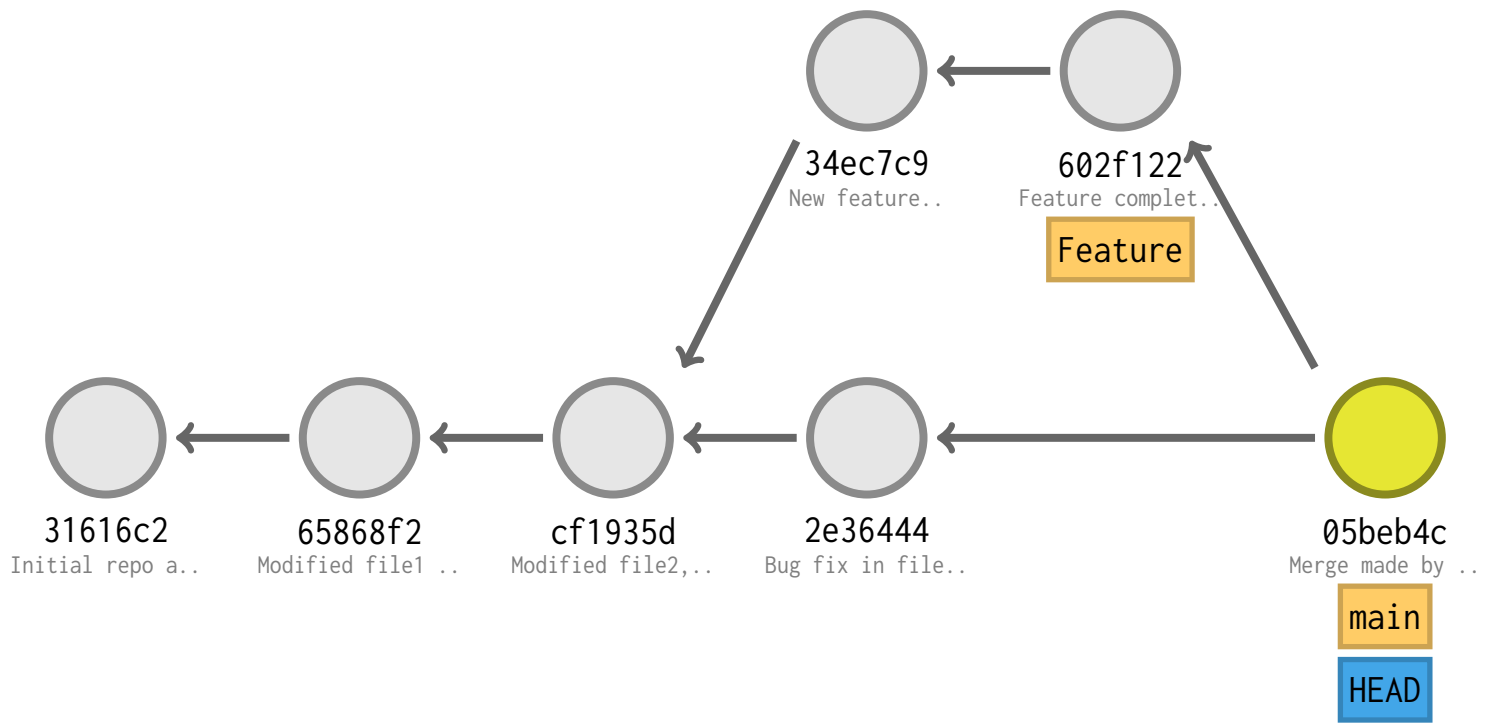 34ec7c9
New feature..
602f122
Feature complet..
Feature
31616c2
Initial repo a..
65868f2
Modified file1 ..
cf1935d
Modified file2,..
2e36444
Bug fix in file..
05beb4c
Merge made by ..
main
HEAD